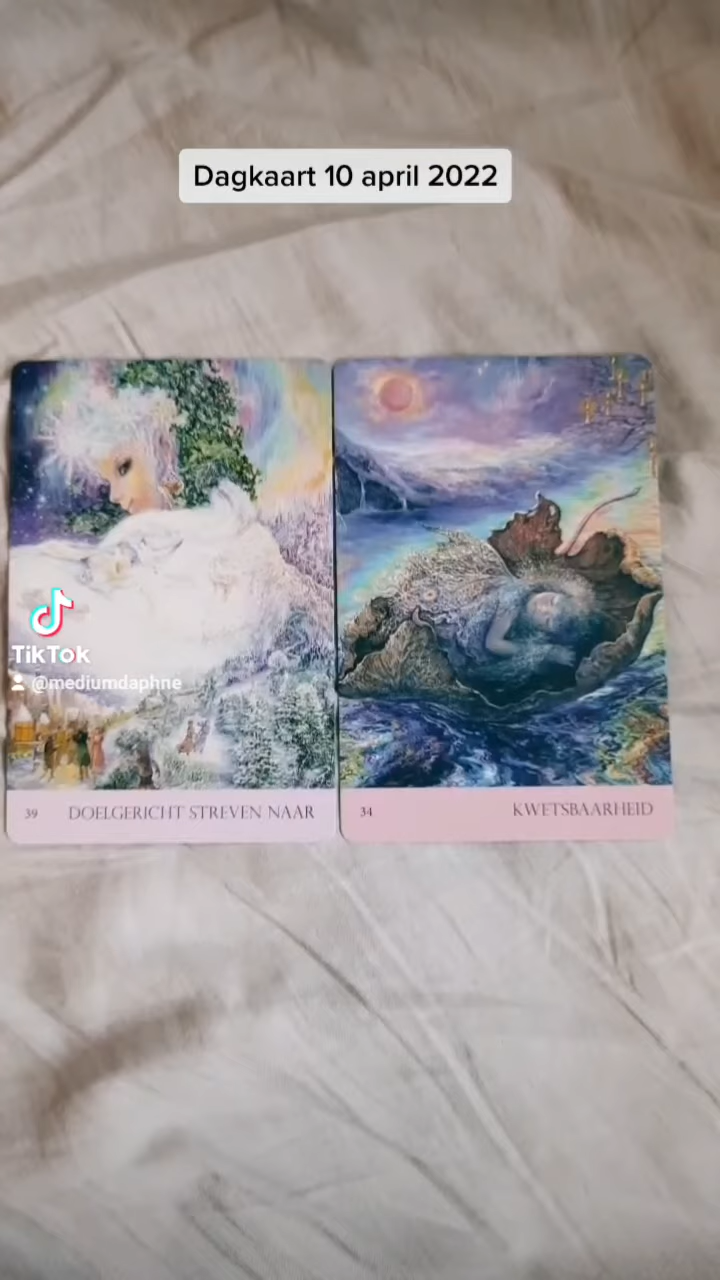 Dagkaart 10 april 2022
TikTok
@mediumdaphne
39 DOELGERICHT STREVEN NAAR
34 KWETSBAARHEID